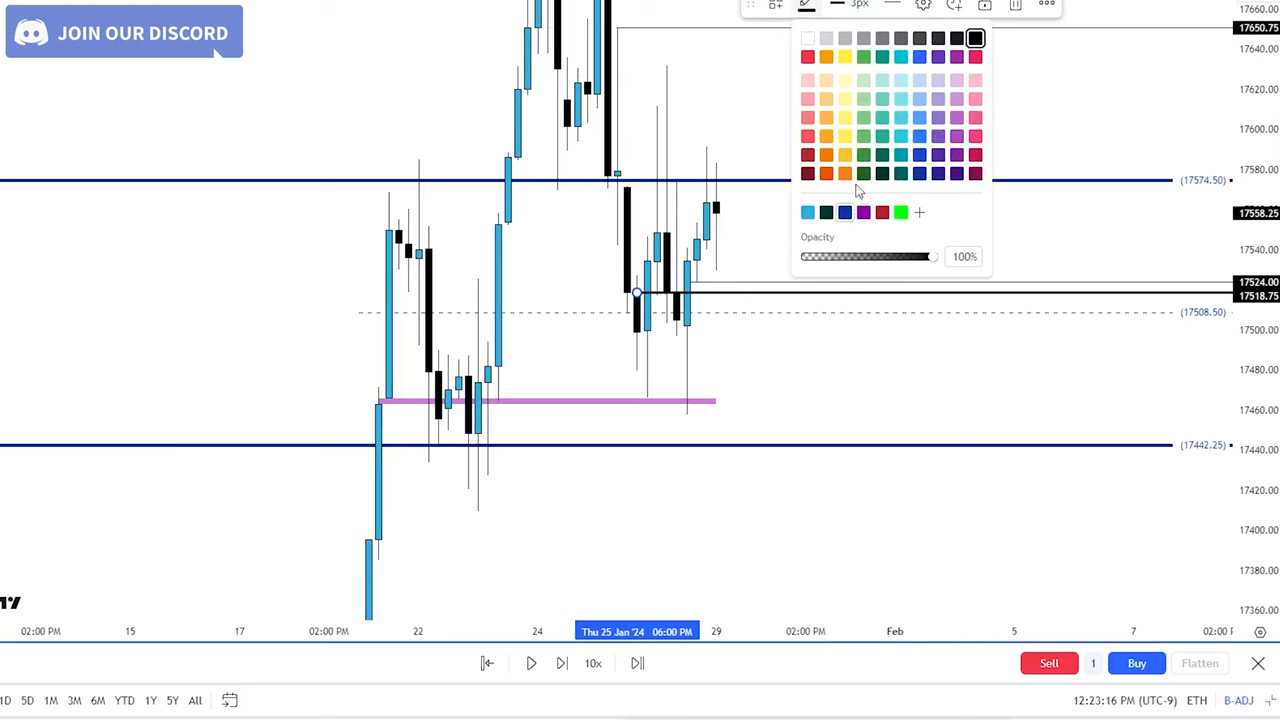 JOIN OUR DISCORD
3px
17660.00
17650.75
17640.00
17620.00
17600.00
(17574.50)
17580.00
17558.25
17540.00
Opacity
100%
17524.00
17518.75
(17508.50)
17500.00
17480.00
17460.00
(17442.25)
17440.00
17420.00
17400.00
17380.00
17360.00
02:00 PM
15
17
02:00 PM
22
24
Thu 25 Jan '24 06:00 PM
29
02:00 PM
Feb
5
7
02:00
10x
Sell
1
Buy
Flatten
1D 5D 1M 3M 6M YTD 1Y 5Y All
12:23:16 PM (UTC-9) ETH B-ADJ